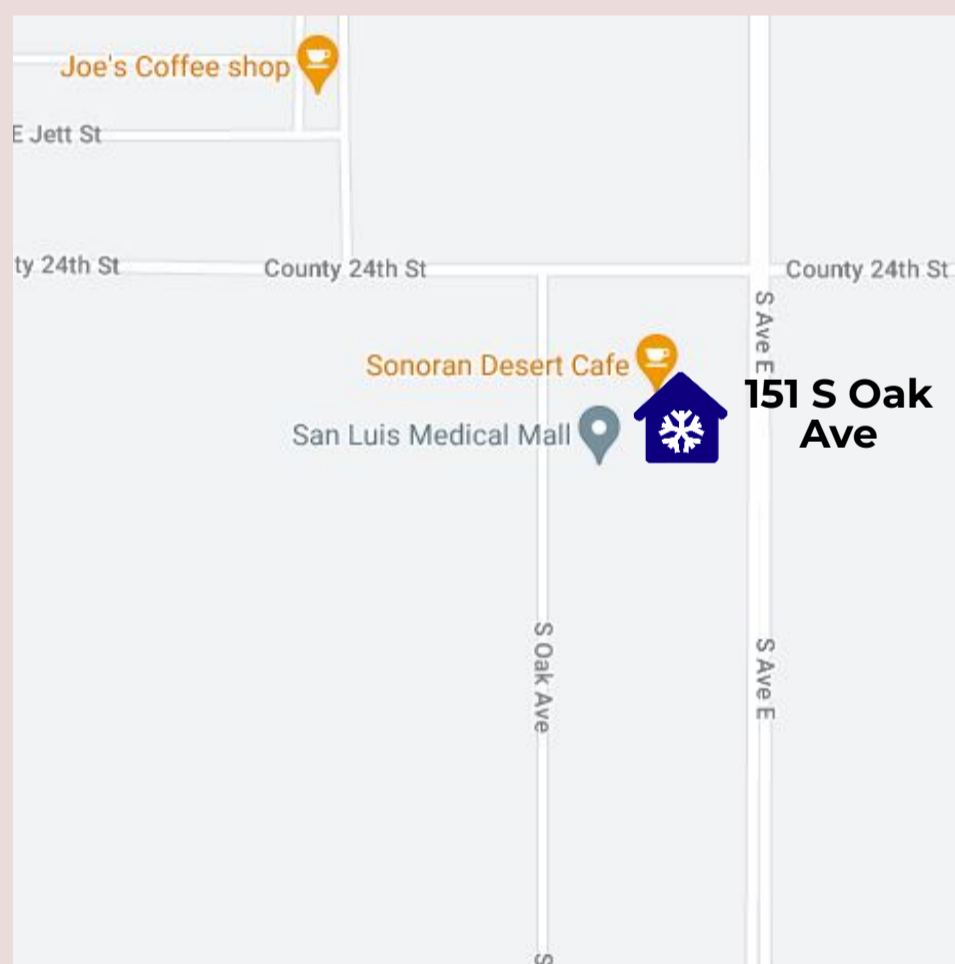 Joe's Coffee shop
E Jett St
ty 24th St
County 24th St
County 24th St
S Ave E
Sonoran Desert Cafe
151 S Oak
Ave
San Luis Medical Mall
S Oak Ave
S Ave E
S